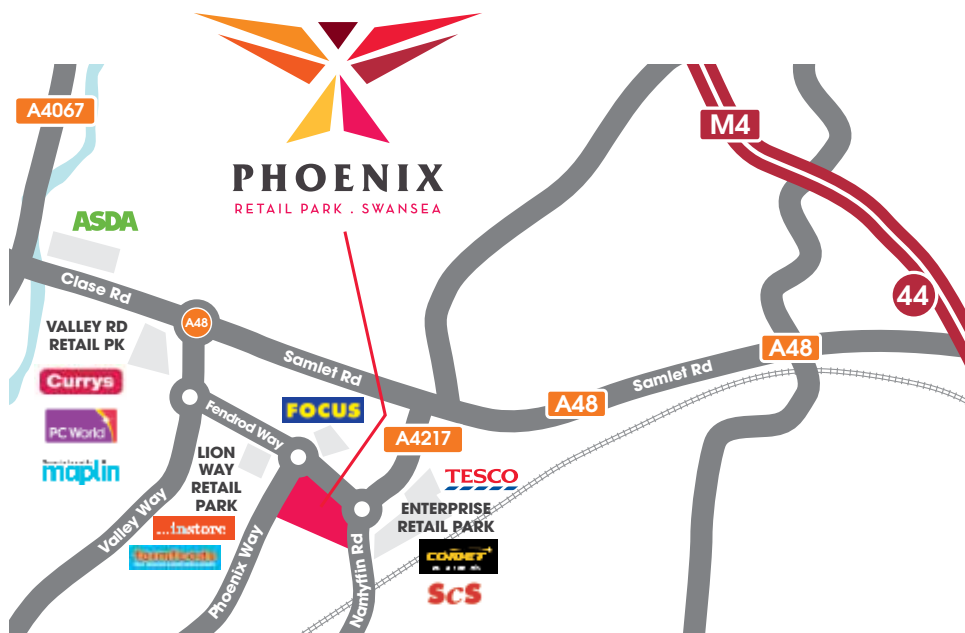 A4067
M4
PHOENIX
RETAIL PARK . SWANSEA
ASDA
Clase Rd
44
A48
VALLEY RD
RETAIL PK
Samlet Rd
A48
Currys
Samlet Rd
A48
FOCUS
Fendrod Way
PC World
A4217
LION
WAY
RETAIL
PARK
maplin
TESCO
ENTERPRISE
RETAIL PARK
Valley Way
...instore
Phoenix Way
Nantyffin Rd
COMET
SCS